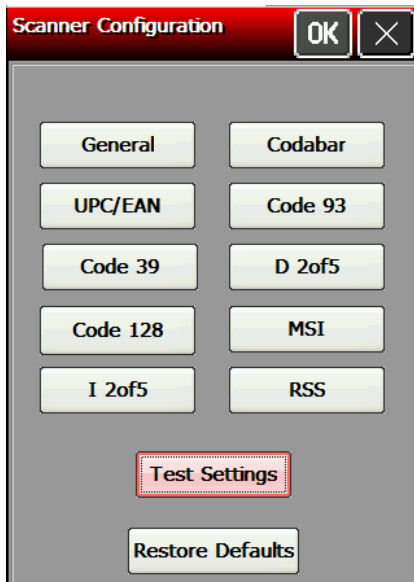 Scanner Configuration OK
General Codabar
UPC/EAN Code 93
Code 39 D 2of5
Code 128 MSI
I 2of5 RSS
Test Settings
Restore Defaults